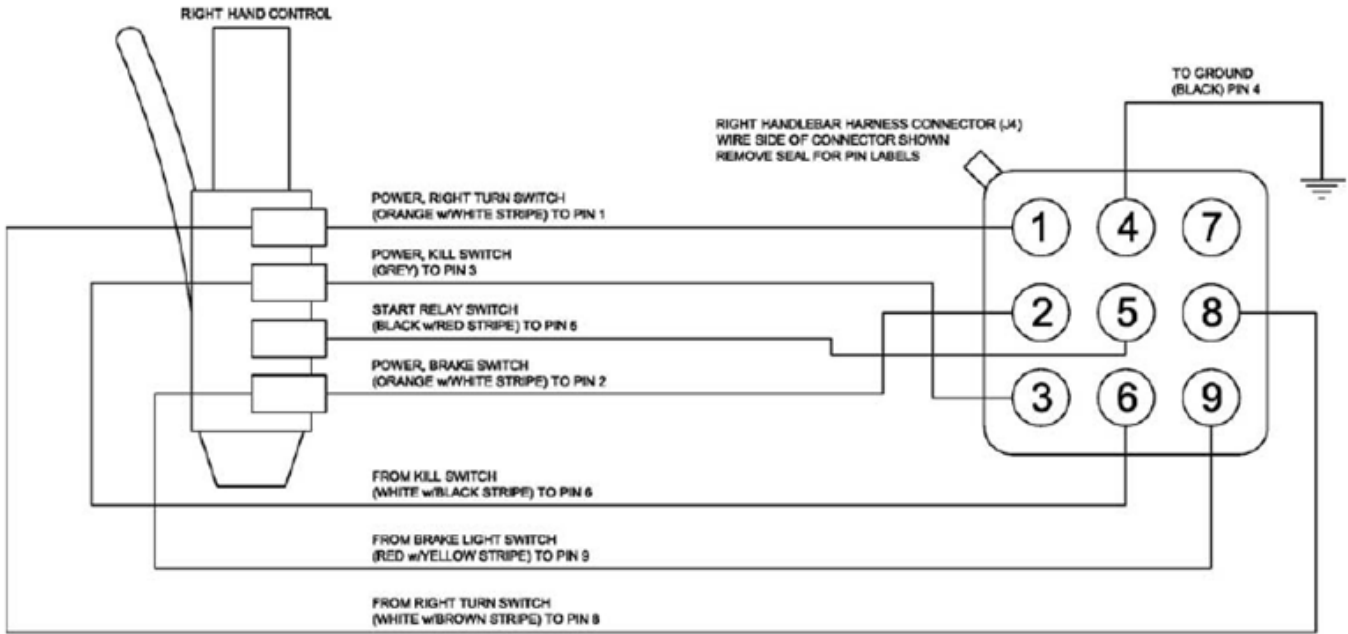 RIGHT HAND CONTROL
TO GROUND
(BLACK) PIN 4
RIGHT HANDLEBAR HARNESS CONNECTOR (J4)
WIRE SIDE OF CONNECTOR SHOWN
REMOVE SEAL FOR PIN LABELS
POWER, RIGHT TURN SWITCH
(ORANGE w/WHITE STRIPE) TO PIN 1
1 4 7
POWER, KILL SWITCH
(GREY) TO PIN 3
START RELAY SWITCH
(BLACK w/RED STRIPE) TO PIN 5
2 5 8
POWER, BRAKE SWITCH
(ORANGE w/WHITE STRIPE) TO PIN 2
3 6 9
FROM KILL SWITCH
(WHITE w/BLACK STRIPE) TO PIN 6
FROM BRAKE LIGHT SWITCH
(RED w/YELLOW STRIPE) TO PIN 9
FROM RIGHT TURN SWITCH
(WHITE w/BROWN STRIPE) TO PIN 8